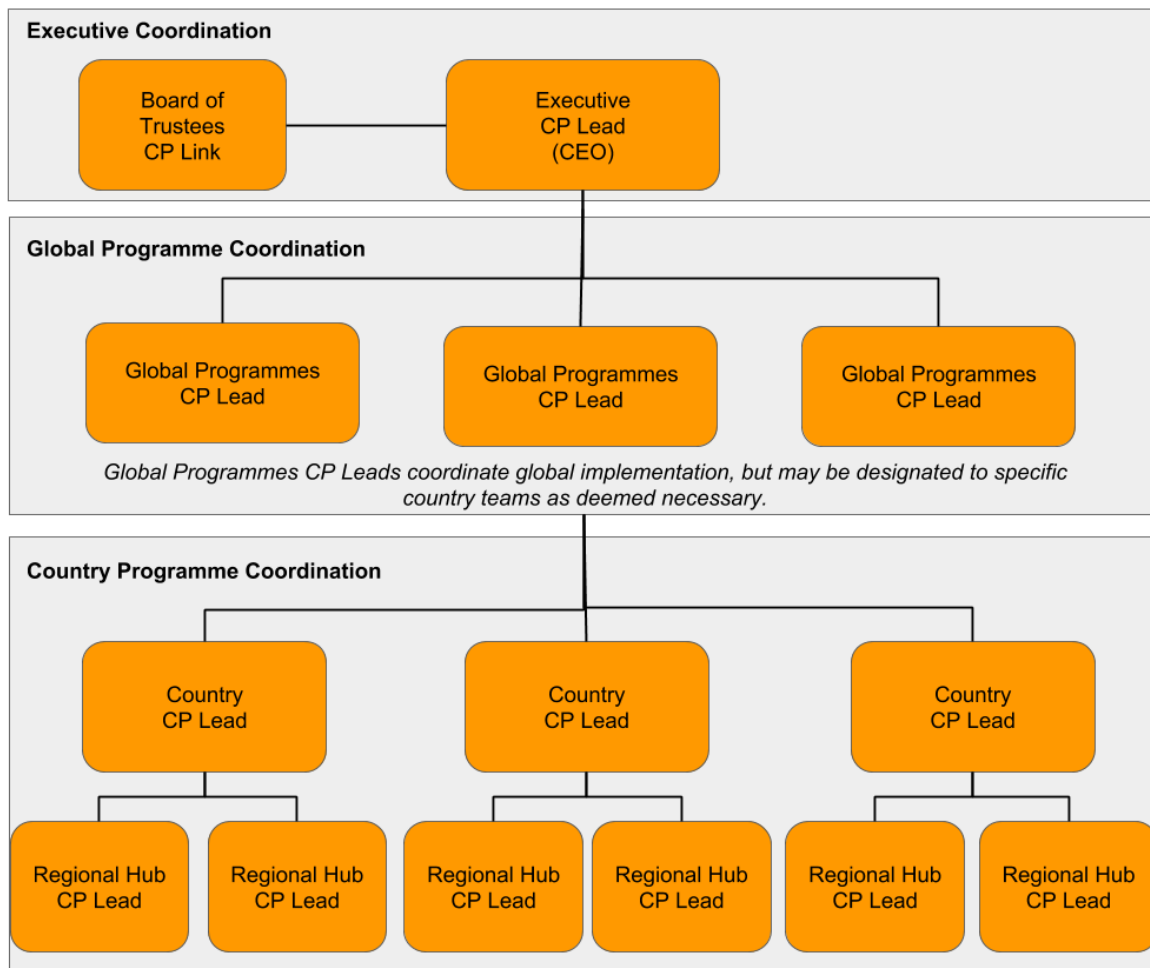 Executive Coordination
Board of
Trustees
CP Link
Executive
CP Lead
(CEO)
Global Programme Coordination
Global Programmes
CP Lead
Global Programmes
CP Lead
Global Programmes
CP Lead
Global Programmes CP Leads coordinate global implementation, but may be designated to specific
country teams as deemed necessary.
Country Programme Coordination
Country
CP Lead
Country
CP Lead
Country
CP Lead
Regional Hub
CP Lead
Regional Hub
CP Lead
Regional Hub
CP Lead
Regional Hub
CP Lead
Regional Hub
CP Lead
Regional Hub
CP Lead